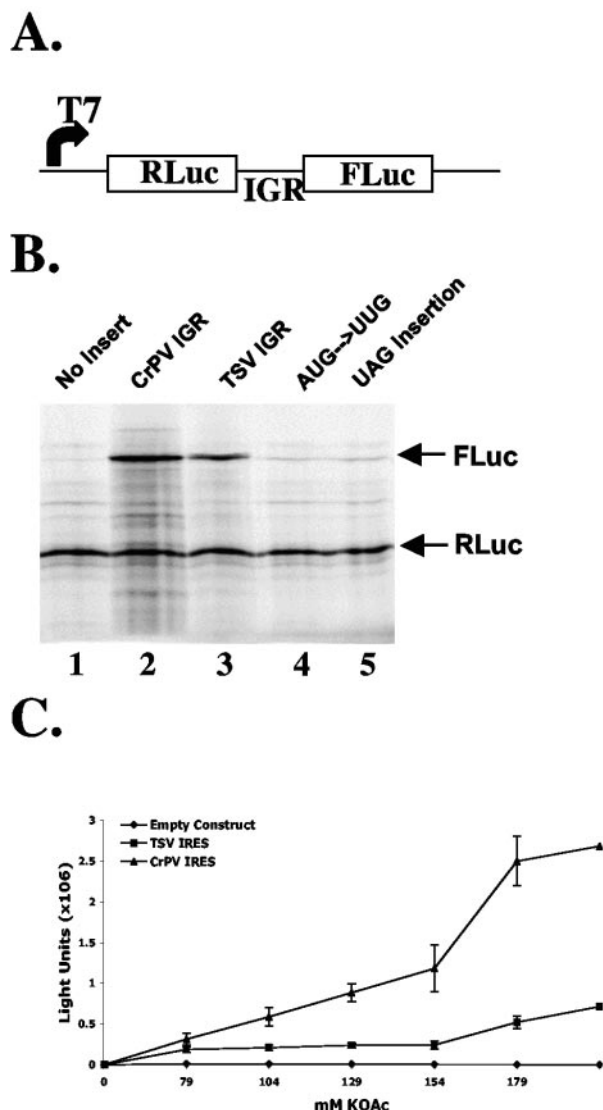 A.
T7
RLuc
IGR
FLuc
B.
No Insert
CrPV IGR
TSV IGR
AUG-->UUG
UAG Insertion
FLuc
RLuc
1 2 3 4 5
C.
3
2.5
2
1.5
1
0.5
0
Light Units (x106)
Empty Construct
TSV IRES
CrPV IRES
0 79 104 129 154 179
mM KOAc